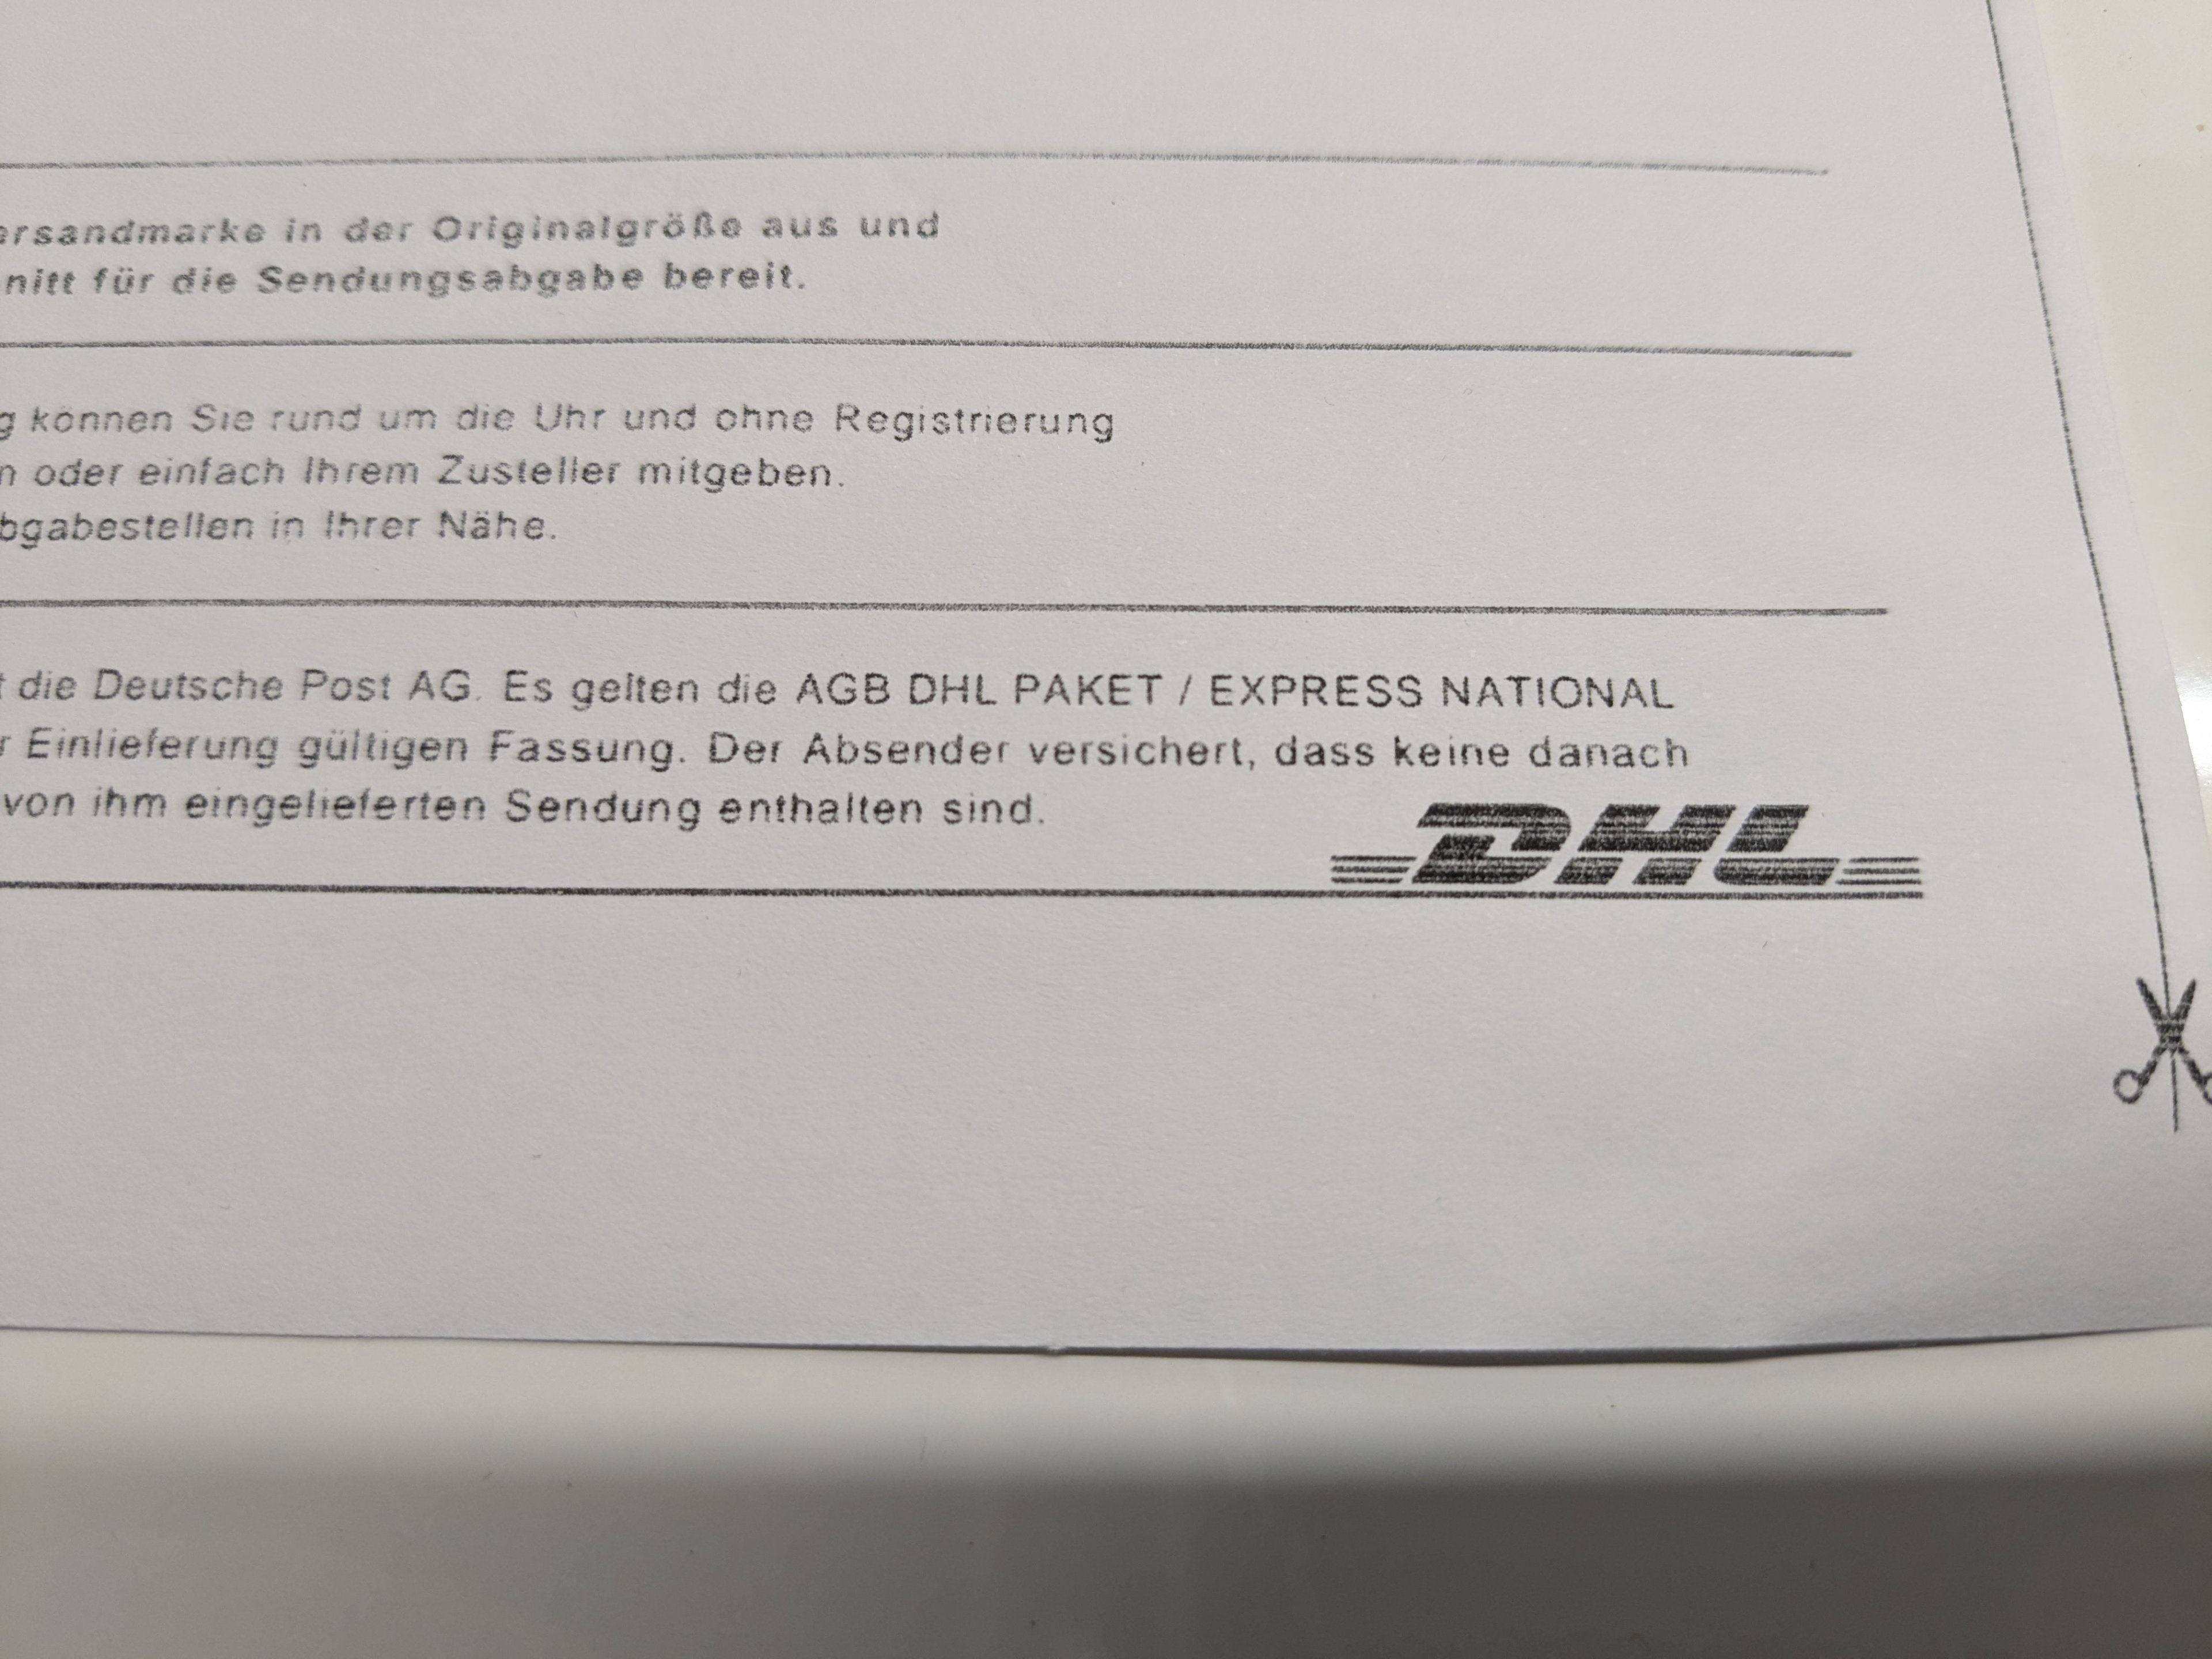 ersandmarke in der Originalgröße aus und
nitt für die Sendungsabgabe bereit.
g können Sie rund um die Uhr und ohne Registrierung
n oder einfach Ihrem Zusteller mitgeben.
bgabestellen in Ihrer Nähe.
t die Deutsche Post AG. Es gelten die AGB DHL PAKET / EXPRESS NATIONAL
r Einlieferung gültigen Fassung. Der Absender versichert, dass keine danach
von ihm eingelieferten Sendung enthalten sind.
DHL